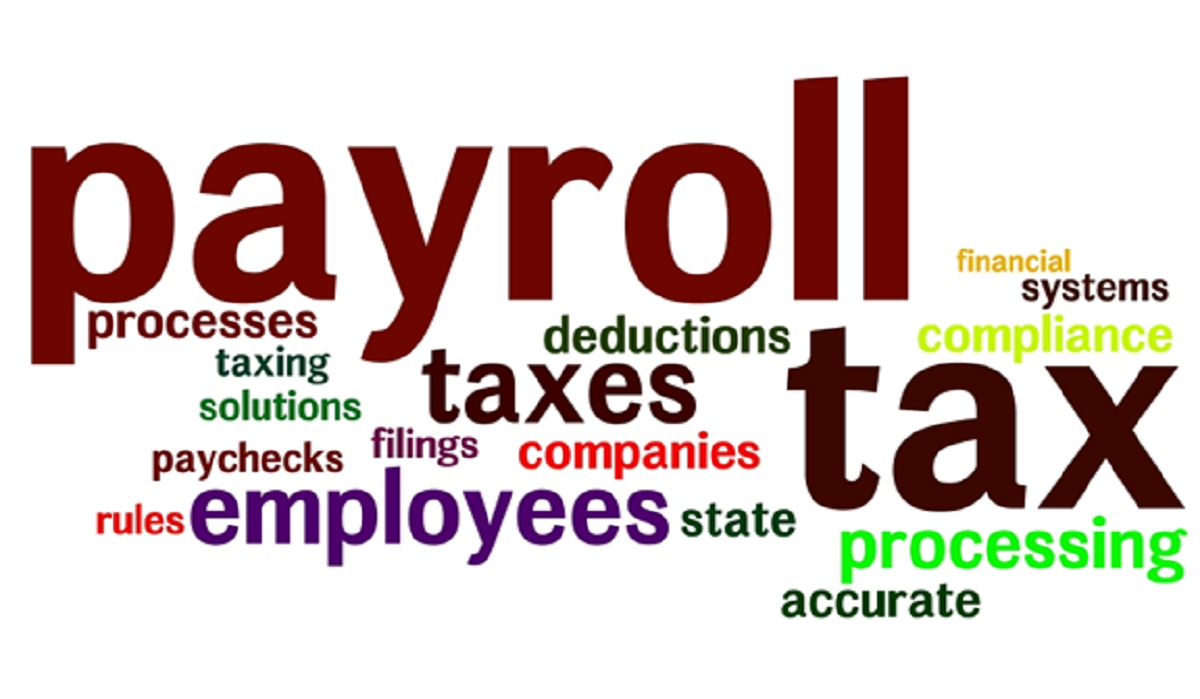 payroll
financial
systems
processes
deductions
compliance
taxing
taxes
tax
solutions
filings
companies
paychecks
rules
employees
state
processing
accurate